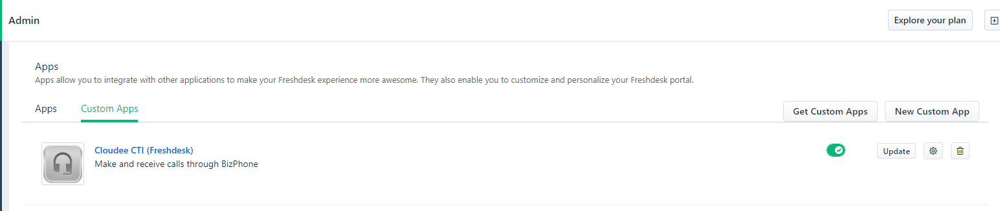 Admin
Explore your plan
Apps
Apps allow you to integrate with other applications to make your Freshdesk experience more awesome. They also enable you to customize and personalize your Freshdesk portal.
Apps
Custom Apps
Get Custom Apps
New Custom App
Cloudee CTI (Freshdesk)
Make and receive calls through BizPhone
Update